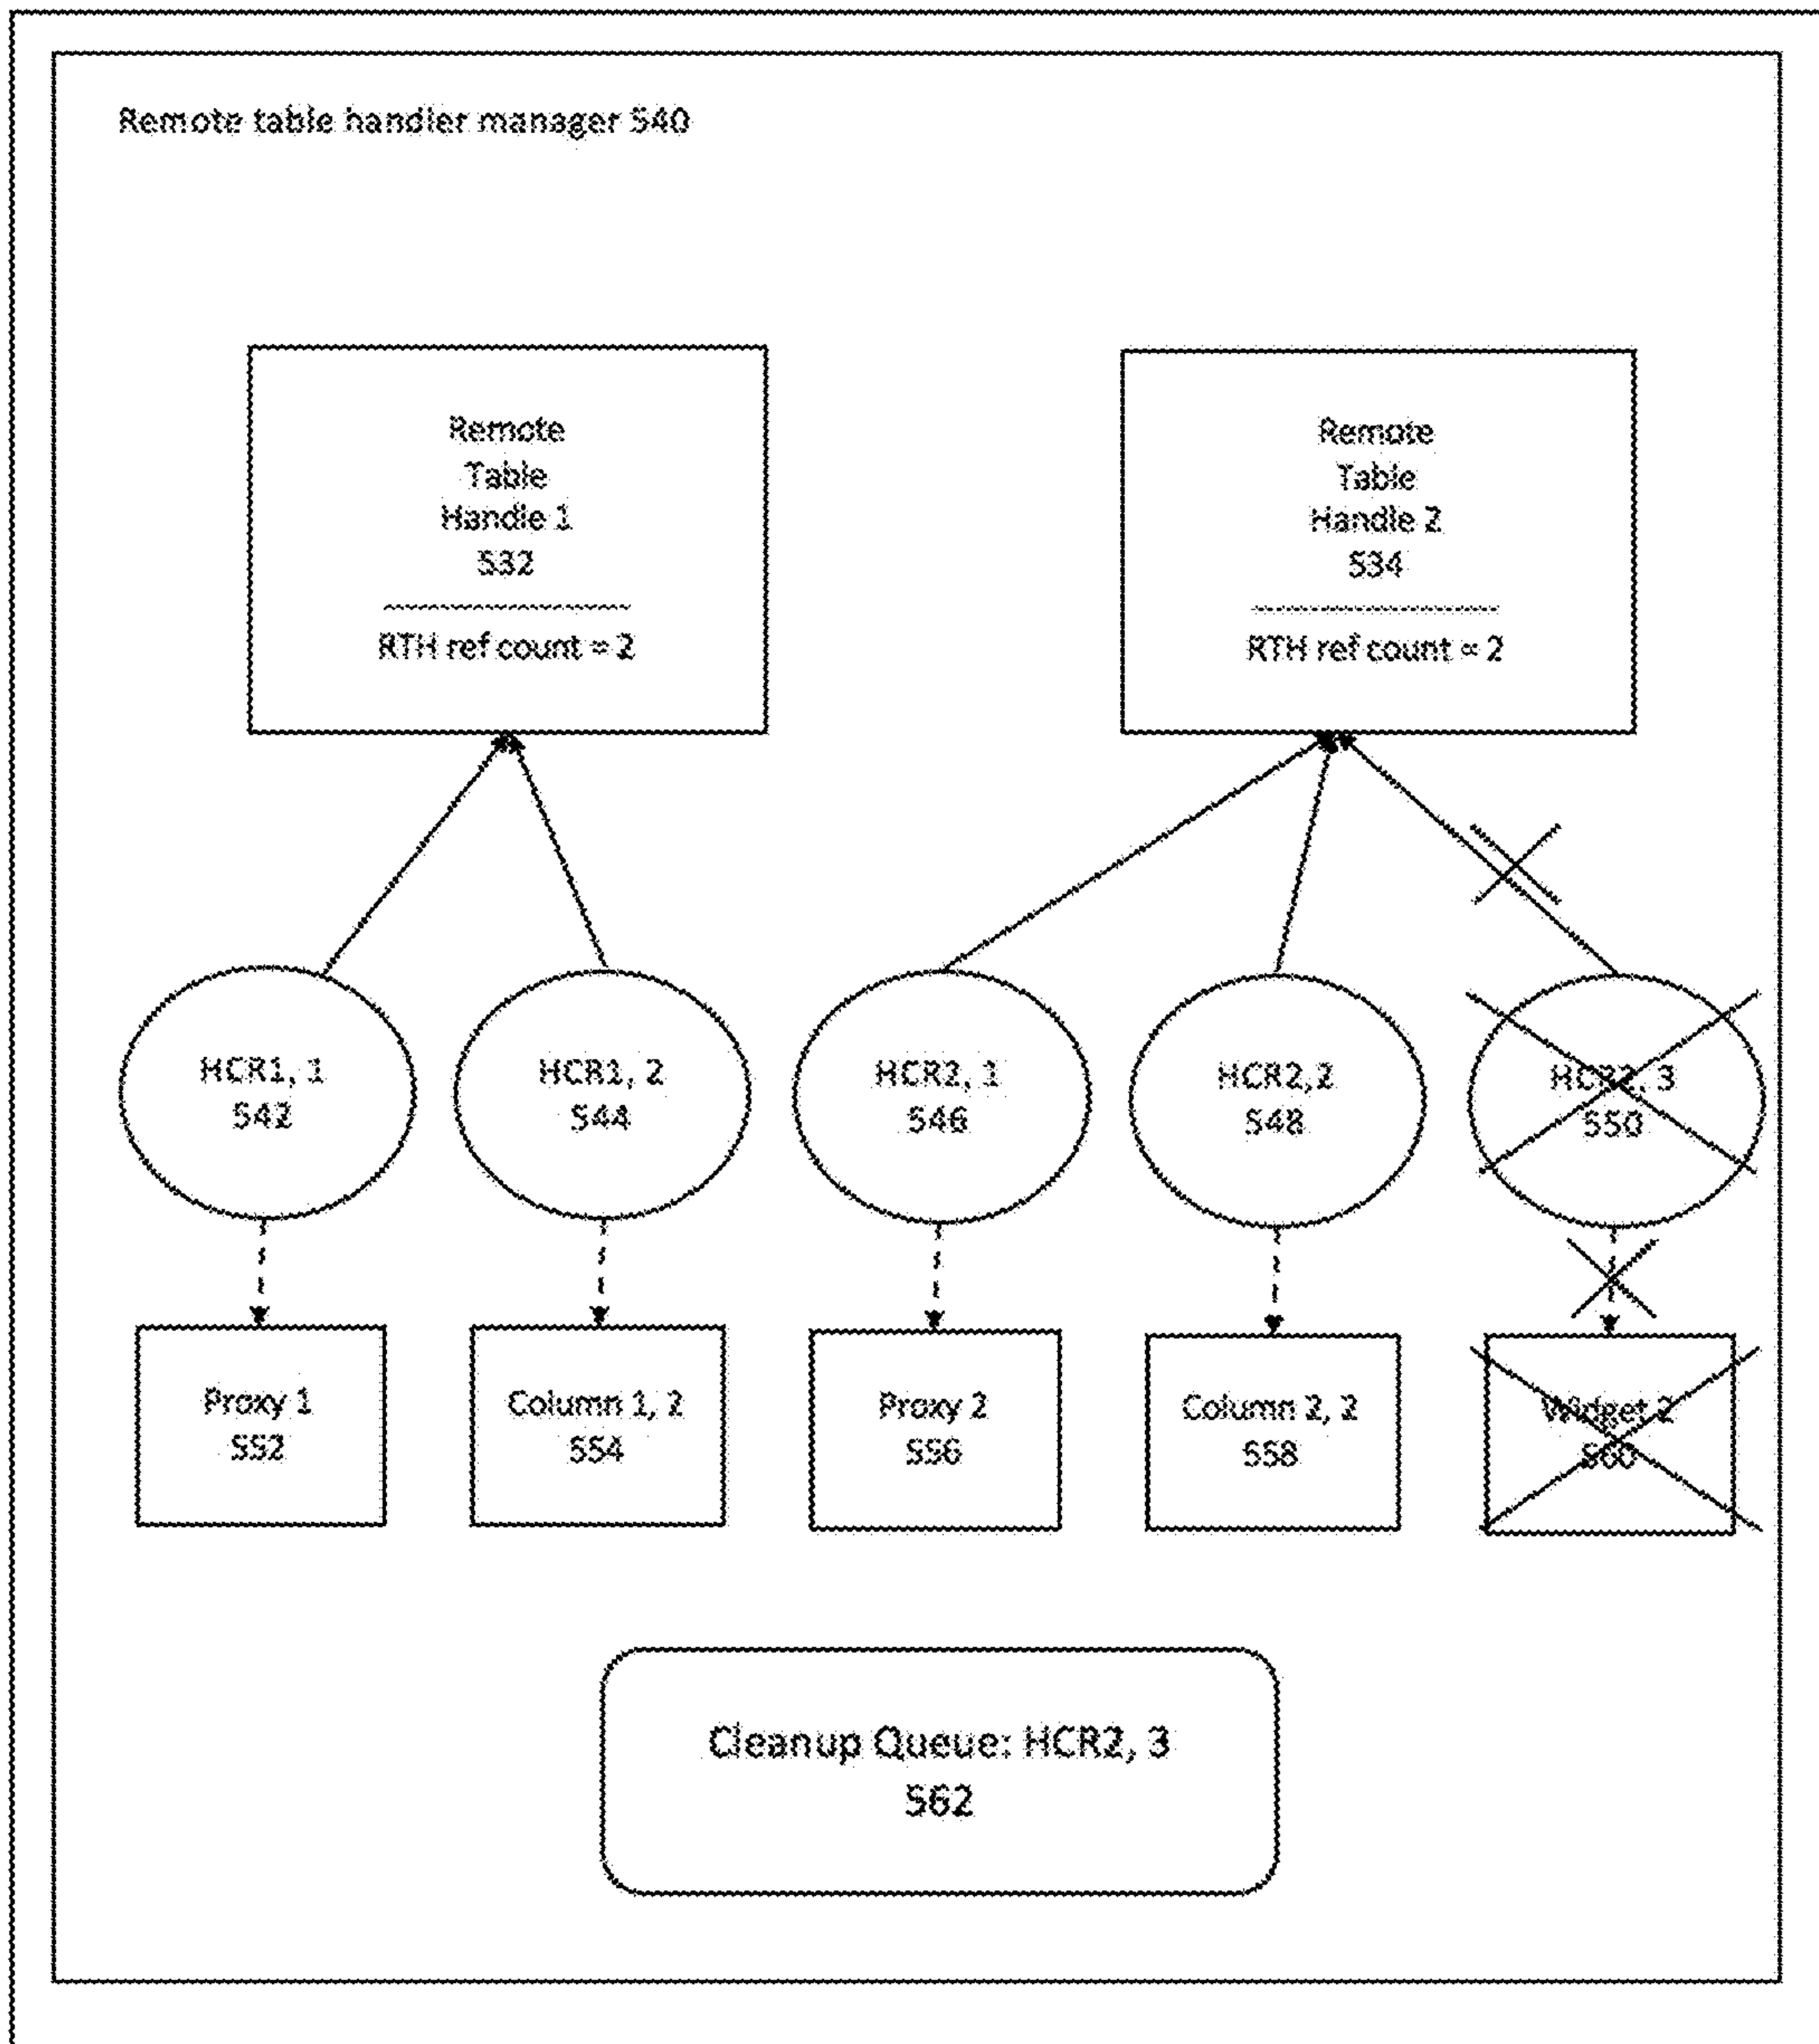 Remote table handler manager 540
Remote
Table
Handle 1
532
RTH ref count = 2
Remote
Table
Handle 2
534
RTH ref count = 2
HCR1, 1
542
HCR1, 2
544
HCR2, 1
546
HCR2,2
548
HCR2, 3
550
Proxy 1
552
Column 1, 2
554
Proxy 2
556
Column 2, 2
558
Widget 2
560
Cleanup Queue: HCR2, 3
562